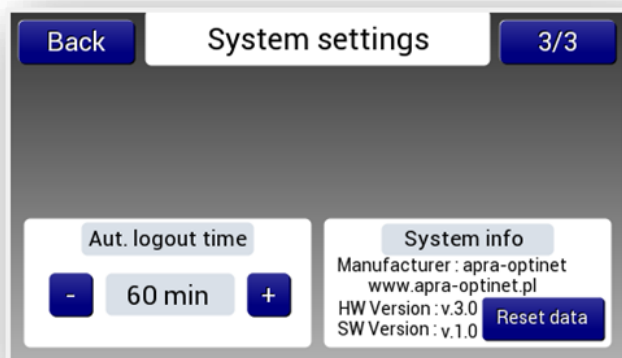 Back
System settings
3/3
Aut. logout time
- 60 min +
System info
Manufacturer : apra-optinet
www.apra-optinet.pl
HW Version : v.3.0
SW Version : v.1.0
Reset data